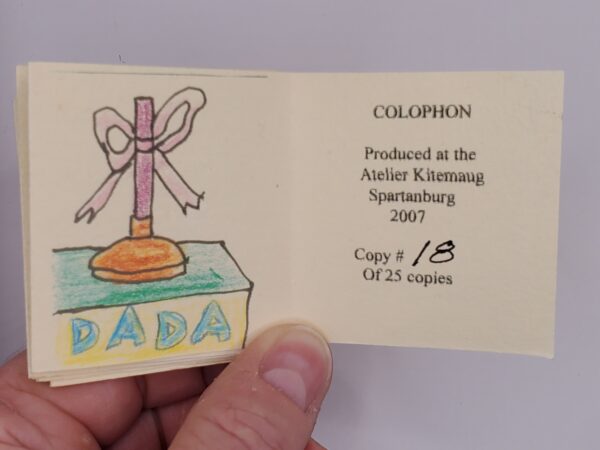 DADA
COLOPHON
Produced at the
Atelier Kitemaug
Spartanburg
2007
Copy # 18
Of 25 copies